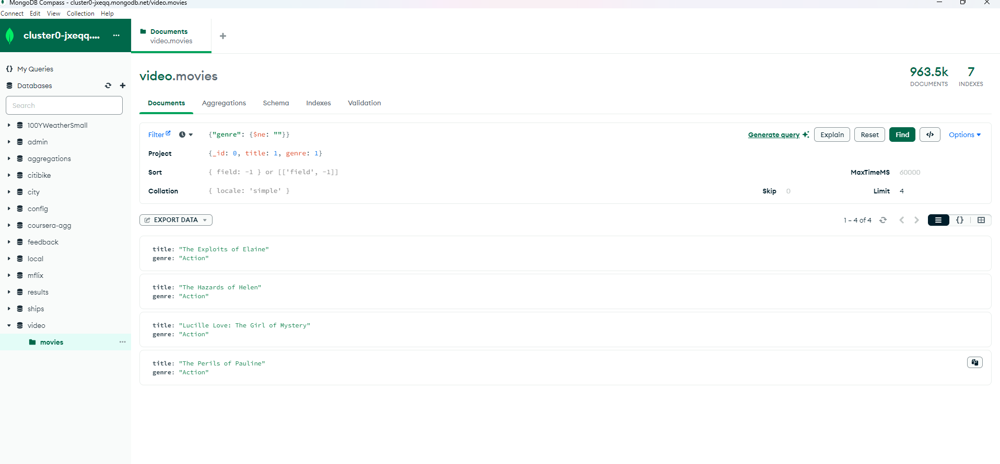 MongoDB Compass - cluster0-jxeqq.mongodb.net/video.movies
Connect Edit View Collection Help
cluster0-jxeqq....
Documents
video.movies
My Queries
Databases
Search
100YWeatherSmall
admin
aggregations
citibike
city
config
coursera-agg
feedback
local
mflix
results
ships
video
movies
video.movies
963.5k
DOCUMENTS
7
INDEXES
Documents Aggregations Schema Indexes Validation
Filter {"genre": {$ne: ""}} Generate query Explain Reset Find </> Options
Project {_id: 0, title: 1, genre: 1}
Sort { field: -1 } or [['field', -1]] MaxTimeMS 60000
Collation { locale: 'simple' } Skip 0 Limit 4
EXPORT DATA 1 – 4 of 4 {}
title: "The Exploits of Elaine"
genre: "Action"
title: "The Hazards of Helen"
genre: "Action"
title: "Lucille Love: The Girl of Mystery"
genre: "Action"
title: "The Perils of Pauline"
genre: "Action"